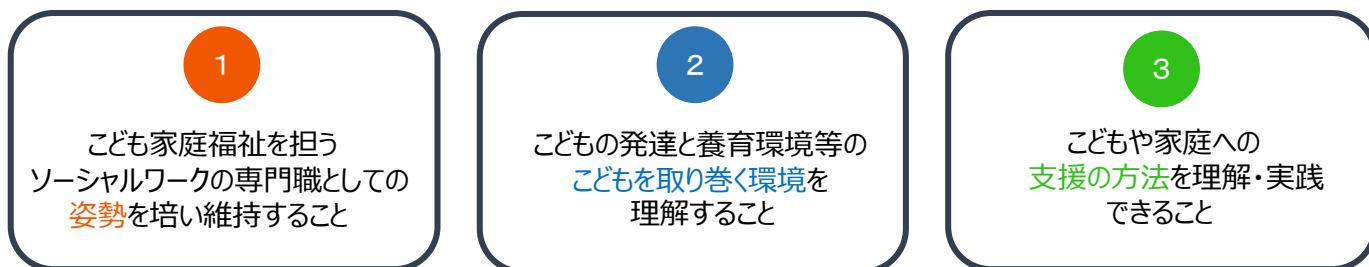 1
こども家庭福祉を担う
ソーシャルワークの専門職としての
姿勢を培い維持すること
2
こどもの発達と養育環境等の
こどもを取り巻く環境を
理解すること
3
こどもや家庭への
支援の方法を理解・実践
できること